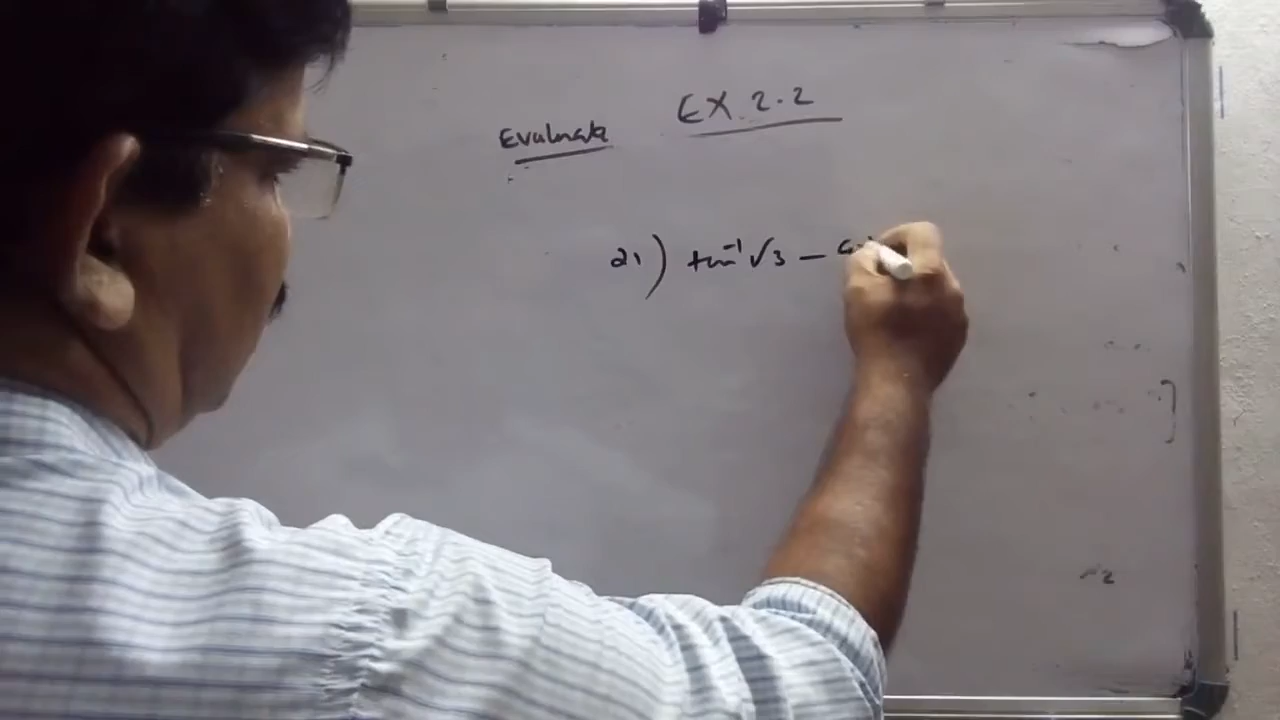 EX 2.2
Evaluate
21) tan⁻¹ √3 –